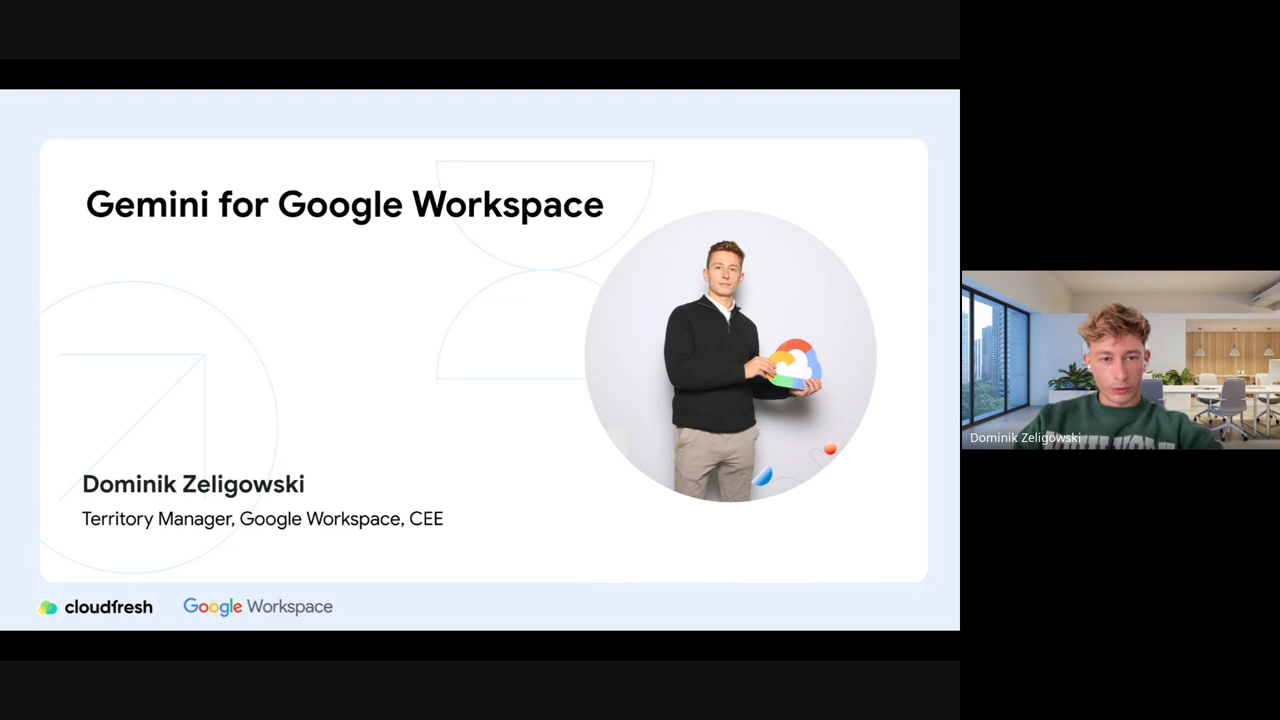 Gemini for Google Workspace
Dominik Zeligowski
Territory Manager, Google Workspace, CEE
cloudfresh
Google Workspace
Dominik Zeligowski